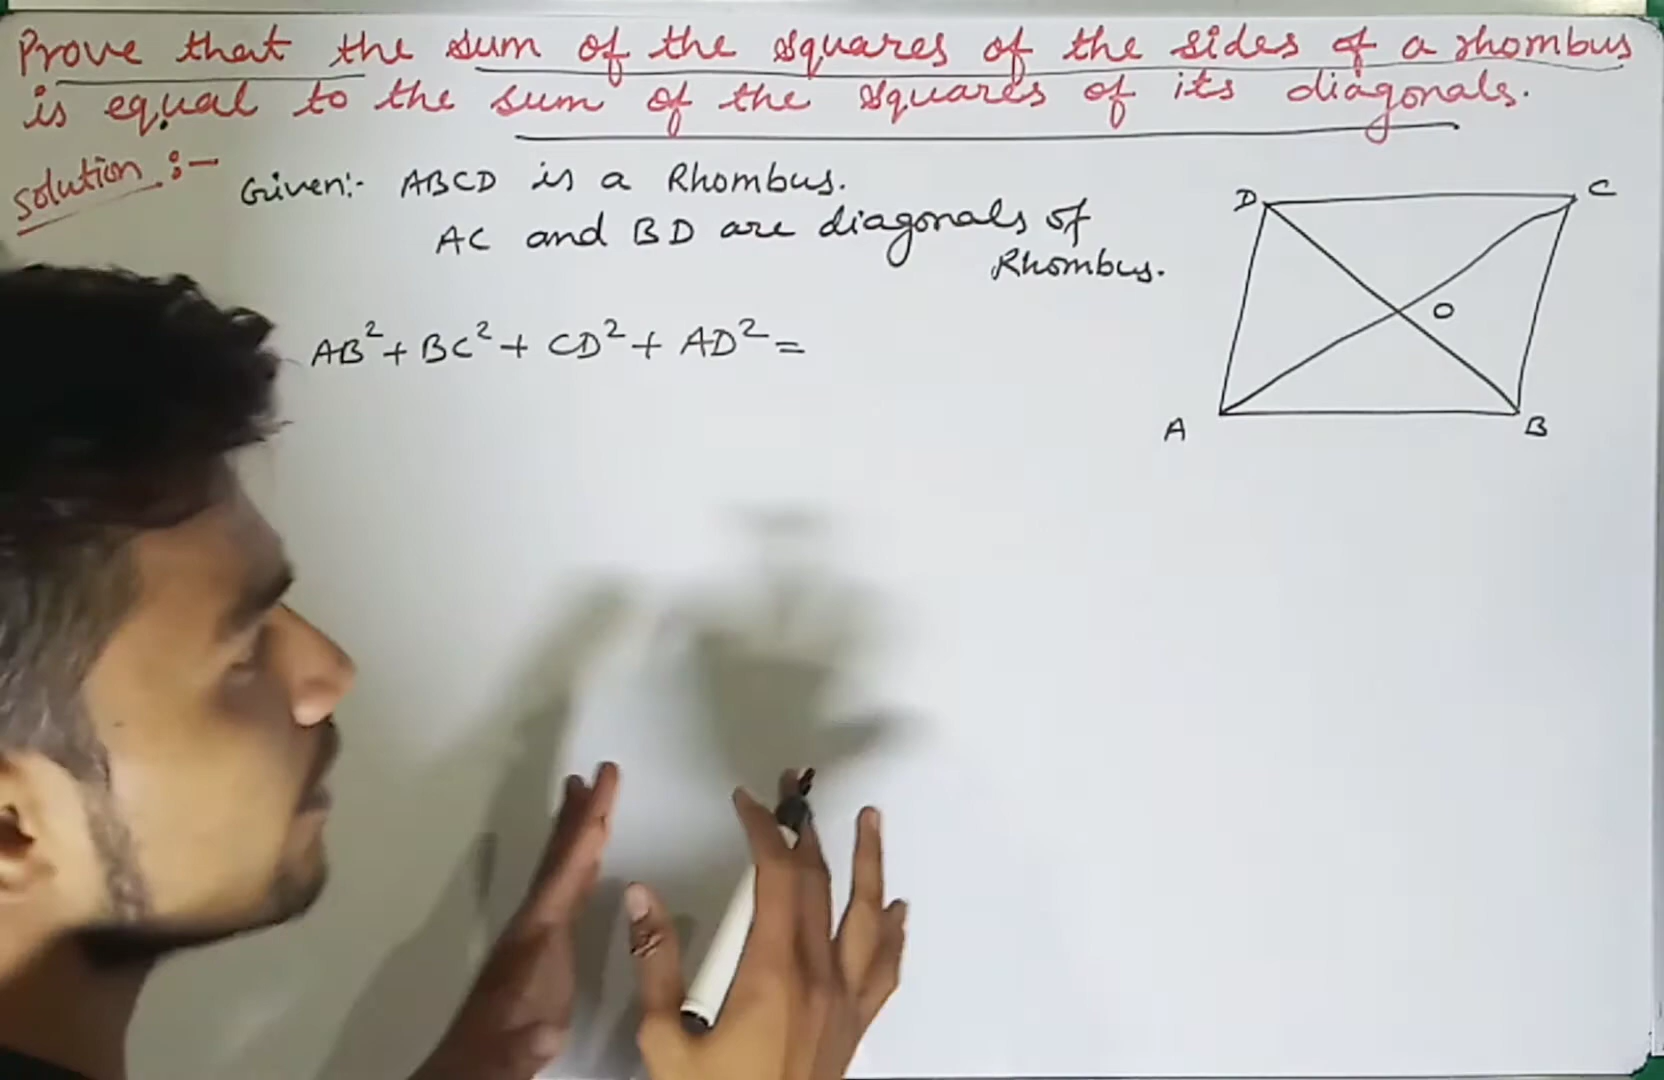 Prove that the sum of the squares of the sides of a rhombus
is equal to the sum of the squares of its diagonals.
Solution :-
Given:- ABCD is a Rhombus.
AC and BD are diagonals of
Rhombus.
AB²+ BC²+ CD²+ AD²=
D C
O
A B